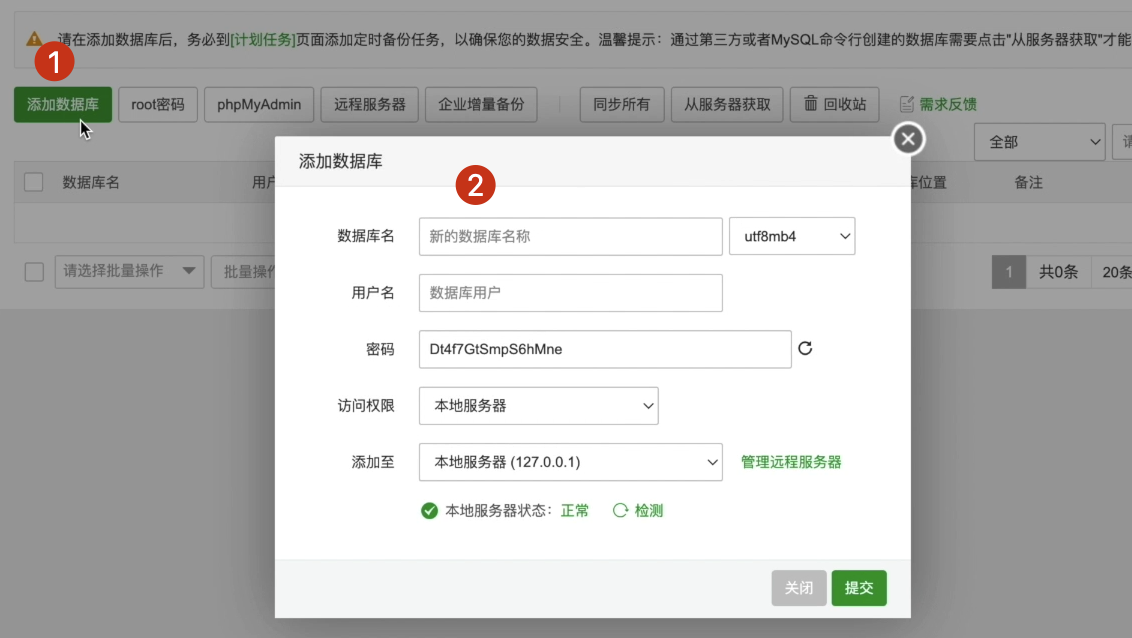 请在添加数据库后，务必到[计划任务]页面添加定时备份任务，以确保您的数据安全。温馨提示：通过第三方或者MySQL命令行创建的数据库需要点击"从服务器获取"才能
1
添加数据库 root密码 phpMyAdmin 远程服务器 企业增量备份 同步所有 从服务器获取 回收站 需求反馈
全部 请
数据库名 用户 库位置 备注
请选择批量操作 批量操作 1 共0条 20条
添加数据库
2
数据库名 新的数据库名称 utf8mb4
用户名 数据库用户
密码 Dt4f7GtSmpS6hMne
访问权限 本地服务器
添加至 本地服务器 (127.0.0.1) 管理远程服务器
本地服务器状态：正常 检测
关闭 提交